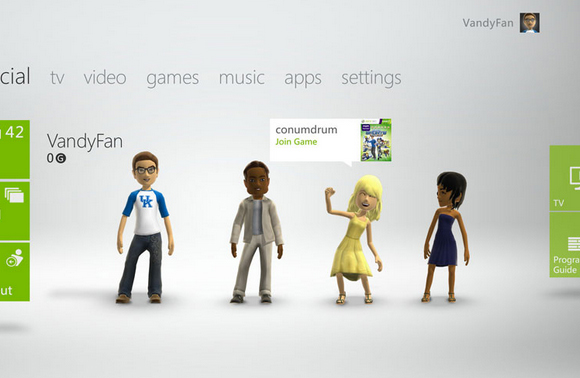 VandyFan
cial tv video games music apps settings
42
VandyFan
0 G
conumdrum
Join Game
UK
TV
Progra
Guide
ut